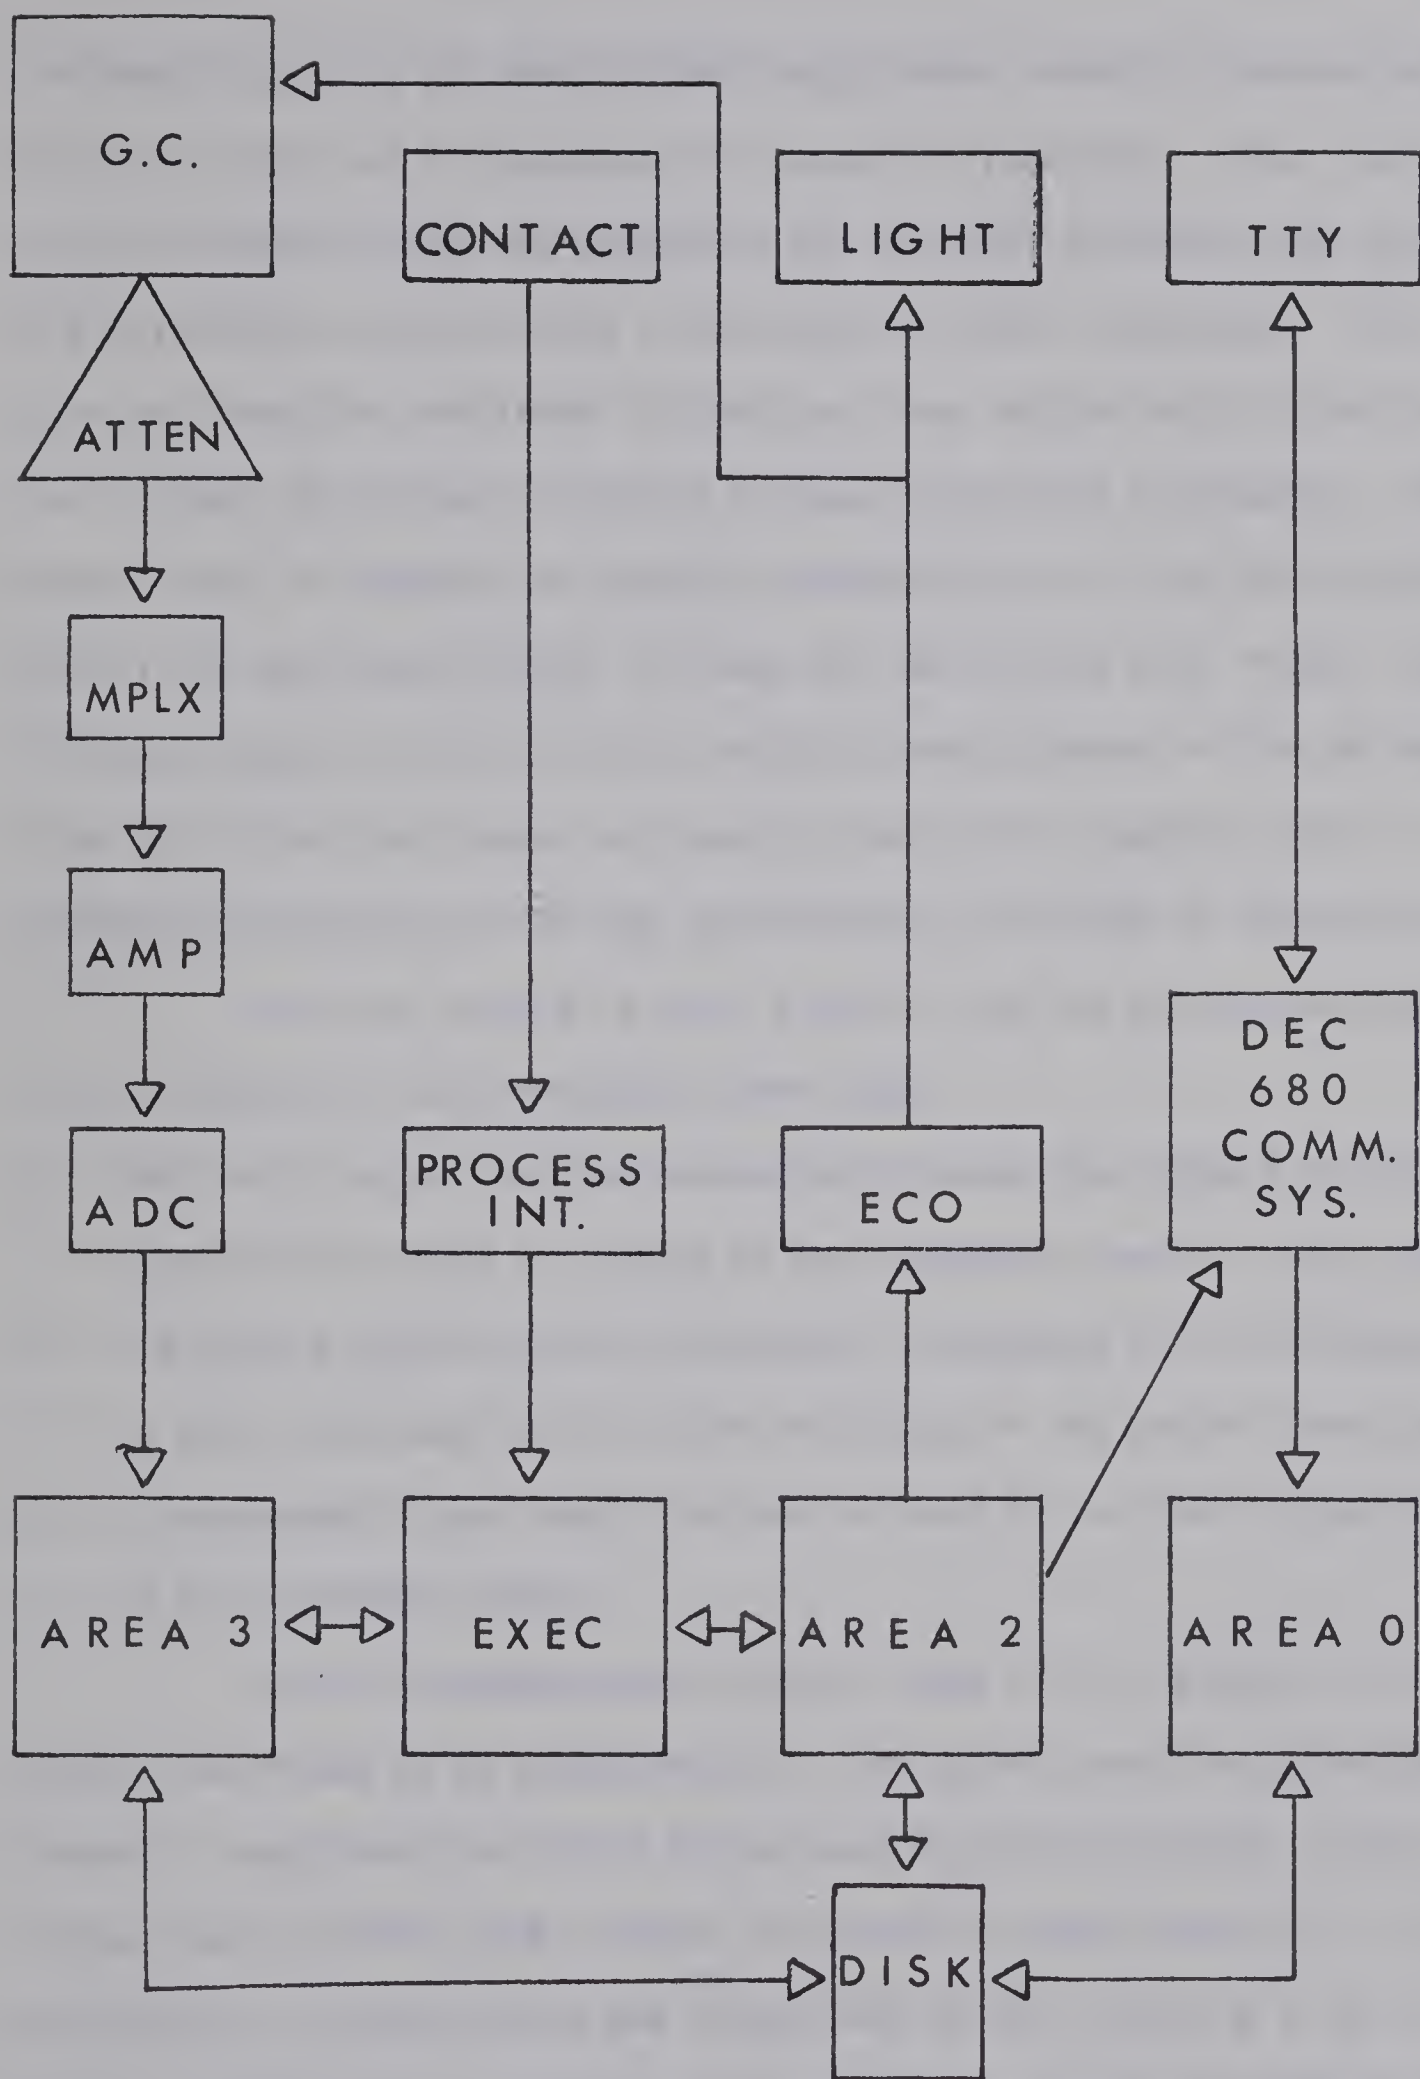 G.C.
CONTACT
LIGHT
TTY
ATTEN
MPLX
AMP
DEC
680
COMM.
SYS.
ADC
PROCESS
INT.
ECO
AREA 3
EXEC
AREA 2
AREA 0
DISK